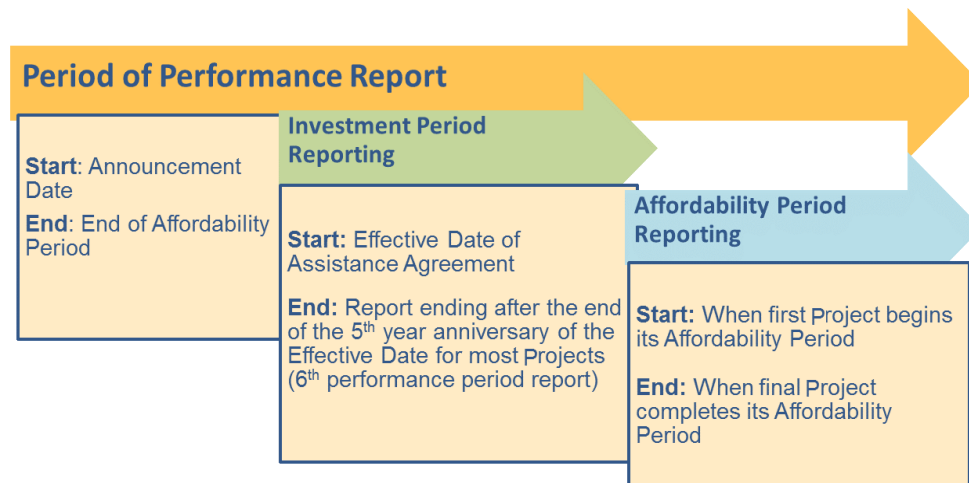 Period of Performance Report
Start: Announcement
Date
End: End of Affordability
Period
Investment Period
Reporting
Start: Effective Date of
Assistance Agreement
End: Report ending after the end
of the 5th year anniversary of the
Effective Date for most Projects
(6th performance period report)
Affordability Period
Reporting
Start: When first Project begins
its Affordability Period
End: When final Project
completes its Affordability
Period